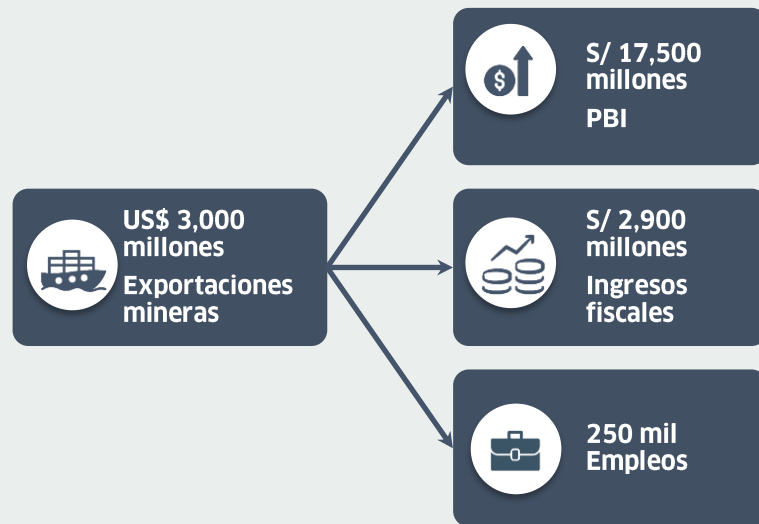 US$ 3,000
millones
Exportaciones
mineras
S/ 17,500
millones
PBI
S/ 2,900
millones
Ingresos
fiscales
250 mil
Empleos